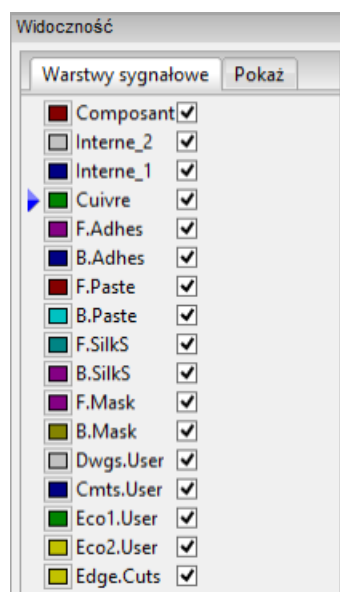 Widoczność
Warstwy sygnałowe Pokaż
Composant
Interne_2
Interne_1
Cuivre
F.Adhes
B.Adhes
F.Paste
B.Paste
F.SilkS
B.SilkS
F.Mask
B.Mask
Dwgs.User
Cmts.User
Eco1.User
Eco2.User
Edge.Cuts